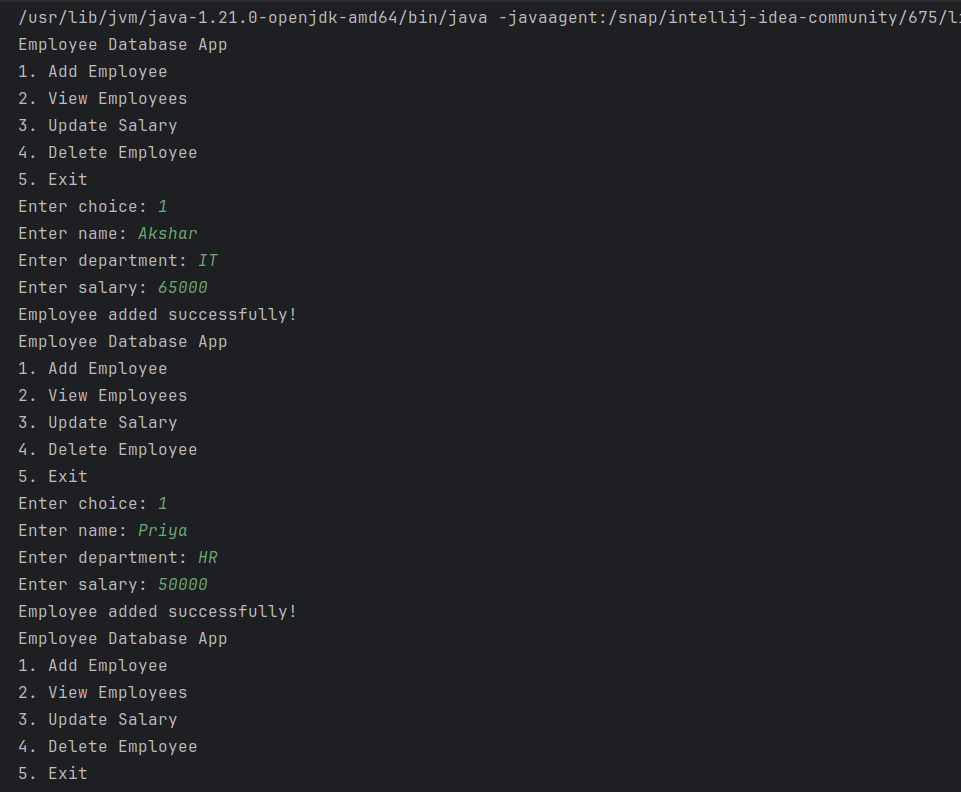 /usr/lib/jvm/java-1.21.0-openjdk-amd64/bin/java -javaagent:/snap/intellij-idea-community/675/li
Employee Database App
1. Add Employee
2. View Employees
3. Update Salary
4. Delete Employee
5. Exit
Enter choice: 1
Enter name: Akshar
Enter department: IT
Enter salary: 65000
Employee added successfully!
Employee Database App
1. Add Employee
2. View Employees
3. Update Salary
4. Delete Employee
5. Exit
Enter choice: 1
Enter name: Priya
Enter department: HR
Enter salary: 50000
Employee added successfully!
Employee Database App
1. Add Employee
2. View Employees
3. Update Salary
4. Delete Employee
5. Exit